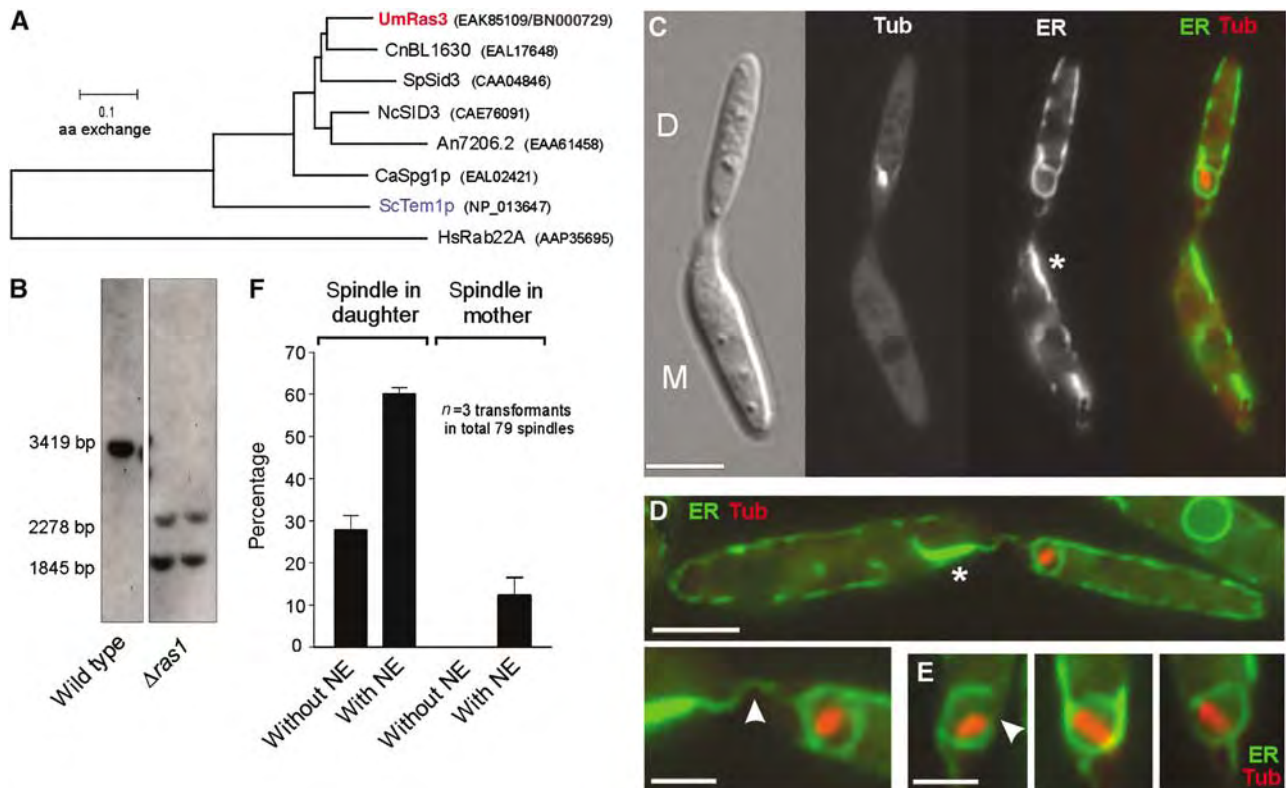 A
UmRas3 (EAK85109/BN000729)
CnBL1630 (EAL17648)
SpSid3 (CAA04846)
NcSID3 (CAE76091)
An7206.2 (EAA61458)
CaSpg1p (EAL02421)
ScTem1p (NP_013647)
HsRab22A (AAP35695)
0.1
aa exchange
B
3419 bp
2278 bp
1845 bp
Wild type
Δras1
F
Spindle in daughter
Spindle in mother
Percentage
70
60
50
40
30
20
10
0
n=3 transformants
in total 79 spindles
Without NE
With NE
Without NE
With NE
C
Tub
ER
ER Tub
D
M
*
D
ER Tub
*
E
ER
Tub